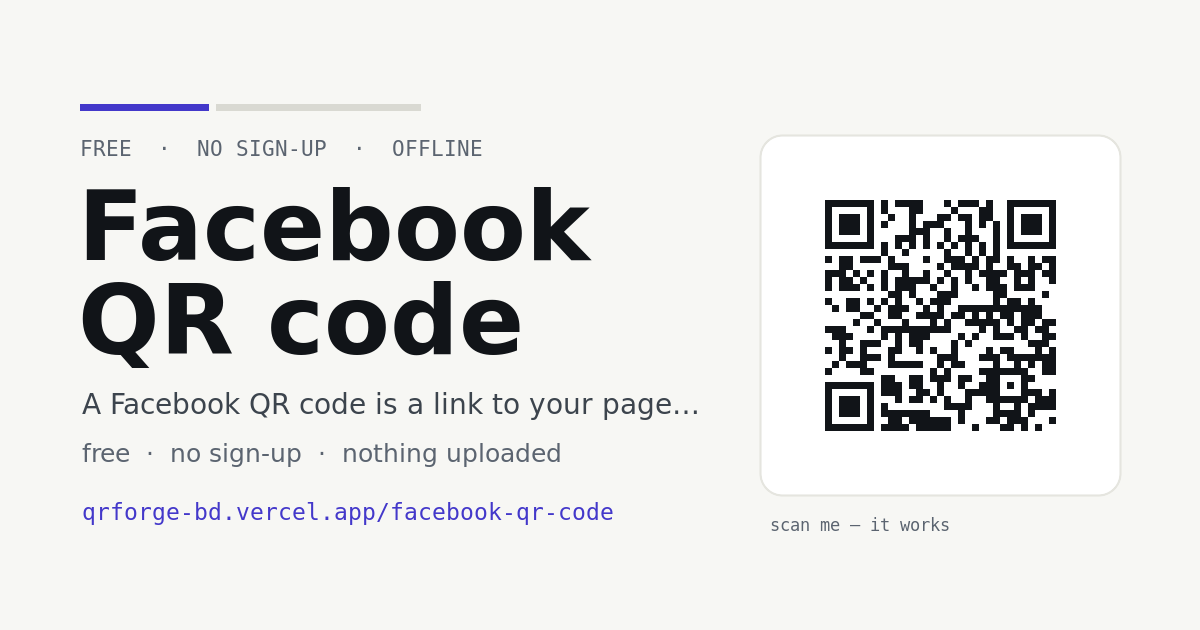 FREE · NO SIGN-UP · OFFLINE
Facebook
QR code
A Facebook QR code is a link to your page…
free · no sign-up · nothing uploaded
qrforge-bd.vercel.app/facebook-qr-code
scan me — it works